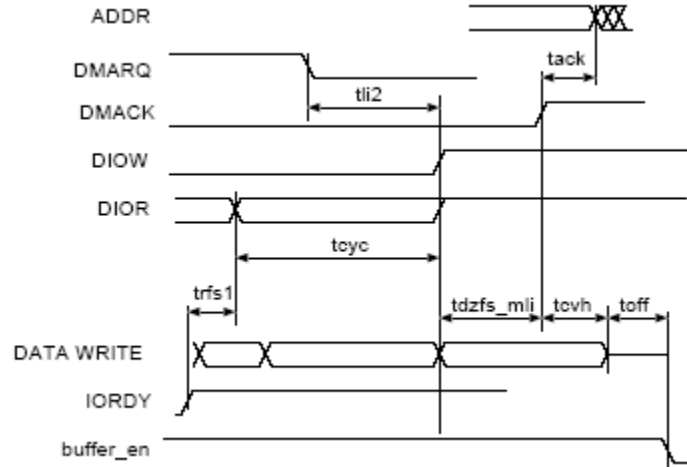 ADDR
tack
DMARQ
tli2
DMACK
DIOW
DIOR
tcyc
trfs1
tdzfs_mli tcvh toff
DATA WRITE
IORDY
buffer_en